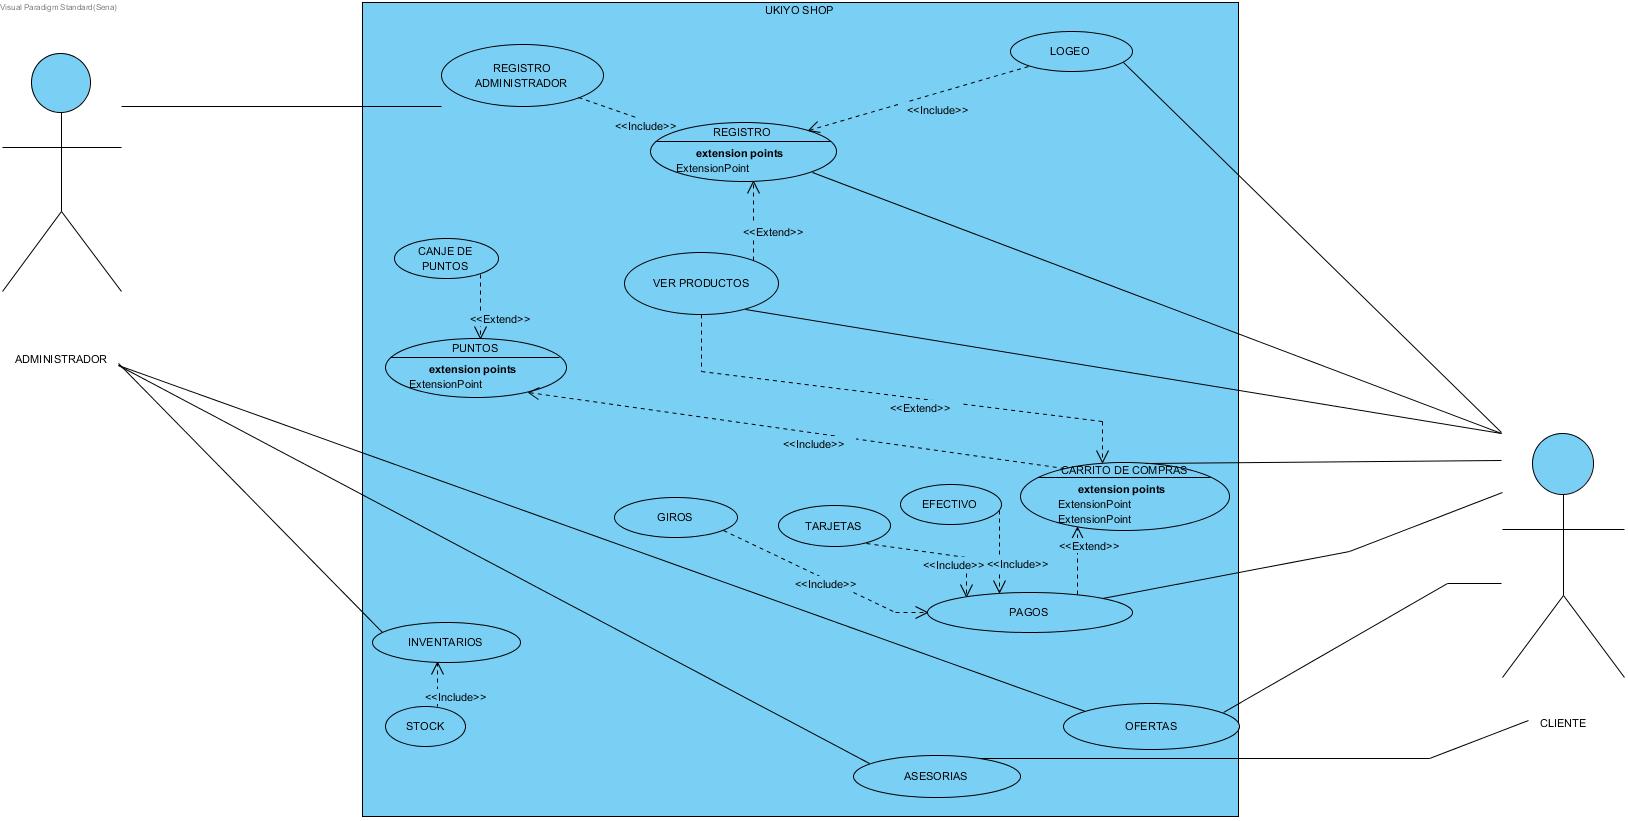 Visual Paradigm Standard(Sena)
UKIYO SHOP
REGISTRO
ADMINISTRADOR
LOGEO
<<Include>>
<<Include>>
REGISTRO
extension points
ExtensionPoint
<<Extend>>
CANJE DE
PUNTOS
VER PRODUCTOS
<<Extend>>
PUNTOS
extension points
ExtensionPoint
ADMINISTRADOR
<<Extend>>
<<Include>>
CARRITO DE COMPRAS
extension points
ExtensionPoint
ExtensionPoint
GIROS
TARJETAS
EFECTIVO
<<Extend>>
<<Include>>
<<Include>>
<<Include>>
PAGOS
INVENTARIOS
<<Include>>
STOCK
OFERTAS
CLIENTE
ASESORIAS